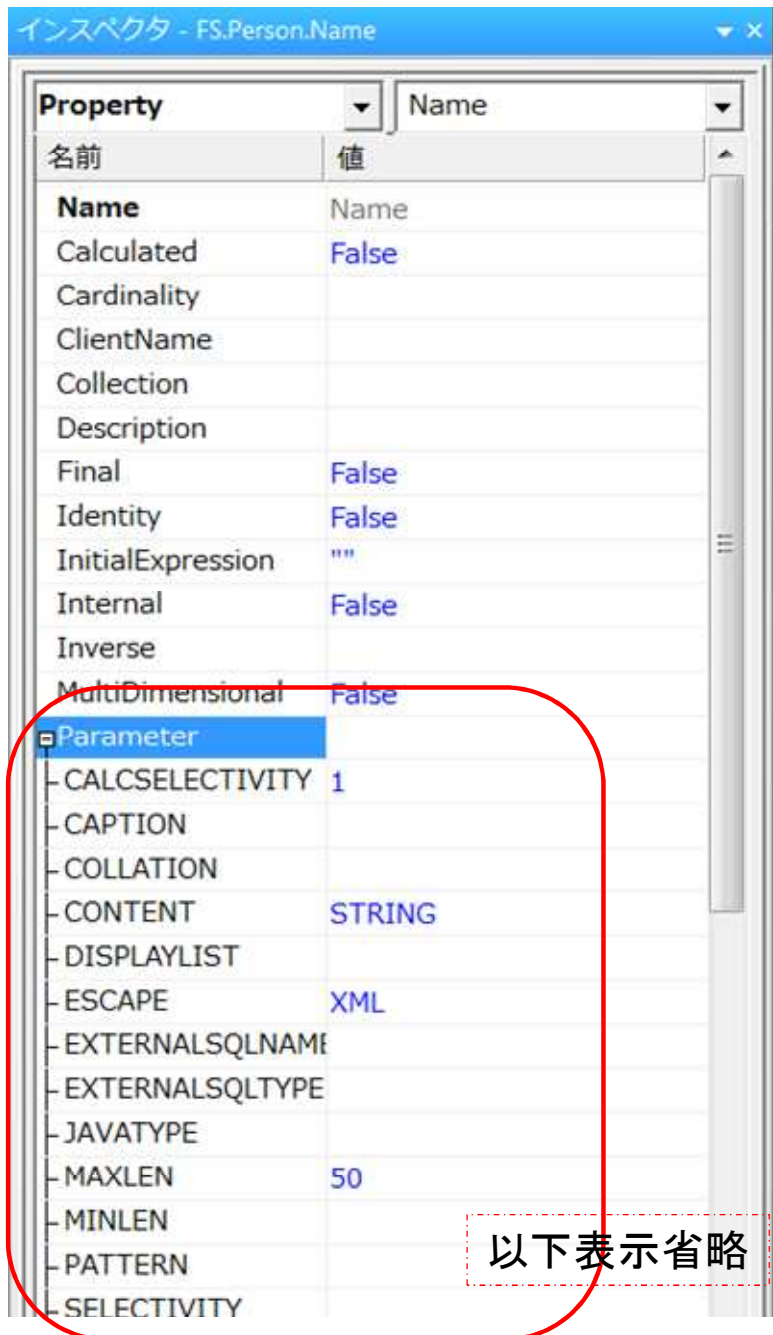 インスペクタ - FS.Person.Name
Property Name
名前 値
Name Name
Calculated False
Cardinality
ClientName
Collection
Description
Final False
Identity False
InitialExpression ""
Internal False
Inverse
MultiDimensional False
Parameter
CALCSELECTIVITY 1
CAPTION
COLLATION
CONTENT STRING
DISPLAYLIST
ESCAPE XML
EXTERNALSQLNAME
EXTERNALSQLTYPE
JAVATYPE
MAXLEN 50
MINLEN
以下表示省略
PATTERN
SELECTIVITY